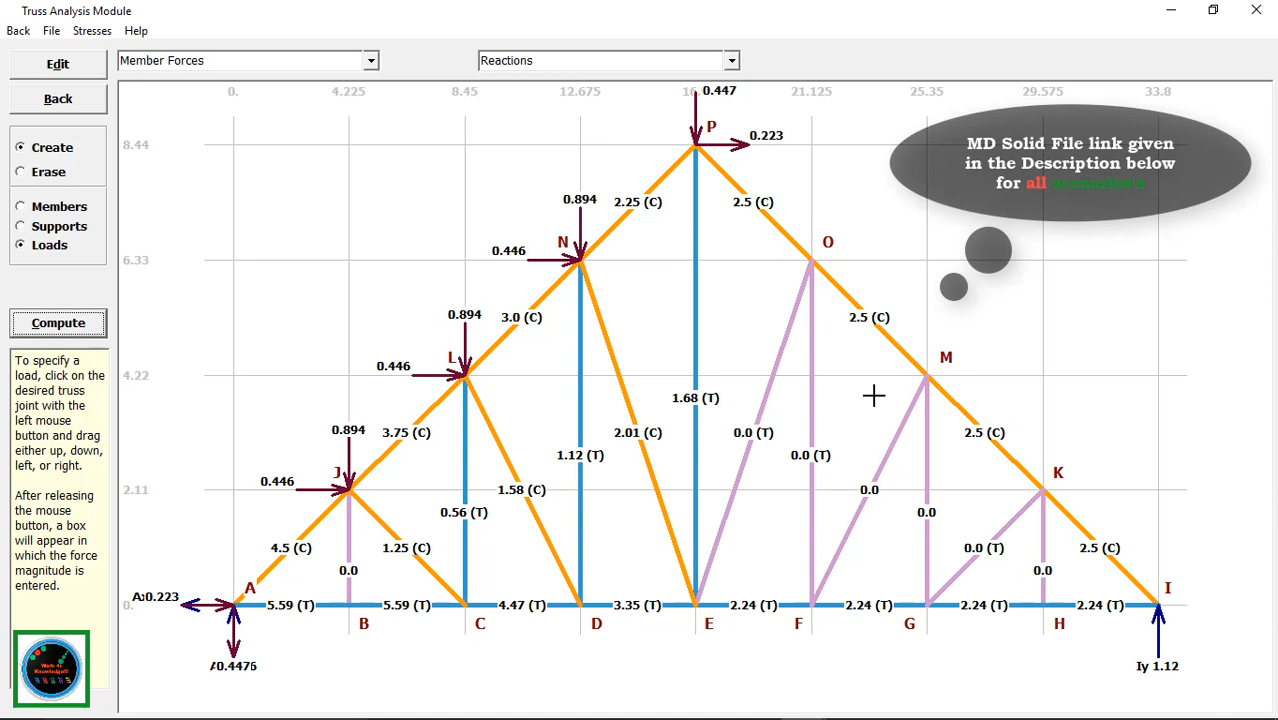 Truss Analysis Module
Back File Stresses Help
Edit
Member Forces
Reactions
Back
0. 4.225 8.45 12.675 16 0.447 21.125 25.35 29.575 33.8
Create
Erase
Members
Supports
Loads
Compute
To specify a
load, click on the
desired truss
joint with the
left mouse
button and drag
either up, down,
left, or right.
After releasing
the mouse
button, a box
will appear in
which the force
magnitude is
entered.
MD Solid File link given
in the Description below
for all scenarios's
8.44
P
0.223
0.894
2.25 (C)
2.5 (C)
N
O
0.446
6.33
0.894
3.0 (C)
2.5 (C)
L
M
0.446
4.22
1.68 (T)
0.894
3.75 (C)
2.01 (C)
0.0 (T)
2.5 (C)
1.12 (T)
0.0 (T)
J
K
0.446
2.11
1.58 (C)
0.0
0.56 (T)
0.0
4.5 (C)
1.25 (C)
0.0 (T)
2.5 (C)
0.0
0.0
A
I
0.223
0.
5.59 (T) 5.59 (T) 4.47 (T) 3.35 (T) 2.24 (T) 2.24 (T) 2.24 (T) 2.24 (T)
B C D E F G H
Iy 1.12
Work 4r
Knowledge!!